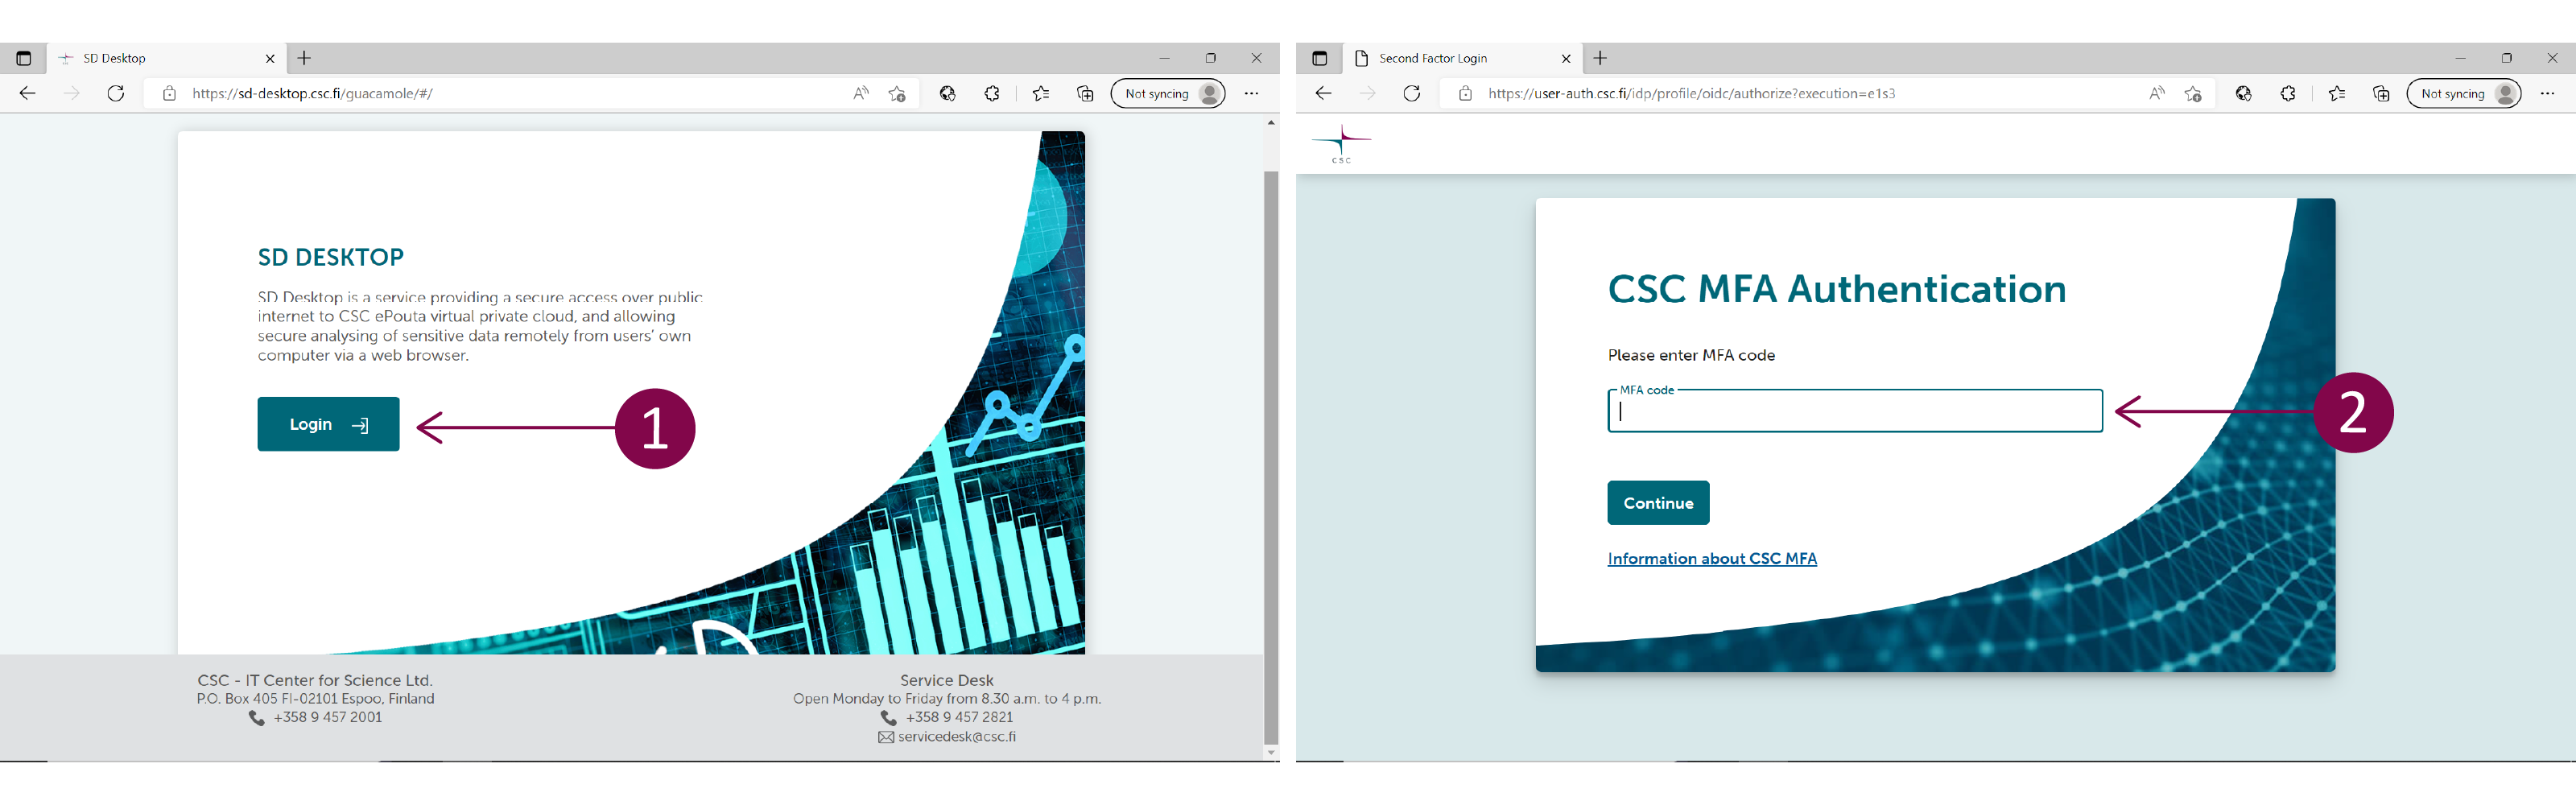 SD Desktop
https://sd-desktop.csc.fi/guacamole/#/
Not syncing
SD DESKTOP
SD Desktop is a service providing a secure access over public
internet to CSC ePouta virtual private cloud, and allowing
secure analysing of sensitive data remotely from users' own
computer via a web browser.
Login
1
CSC - IT Center for Science Ltd.
P.O. Box 405 FI-02101 Espoo, Finland
+358 9 457 2001
Service Desk
Open Monday to Friday from 8.30 a.m. to 4 p.m.
+358 9 457 2821
servicedesk@csc.fi
Second Factor Login
https://user-auth.csc.fi/idp/profile/oidc/authorize?execution=e1s3
Not syncing
CSC
CSC MFA Authentication
Please enter MFA code
MFA code
2
Continue
Information about CSC MFA